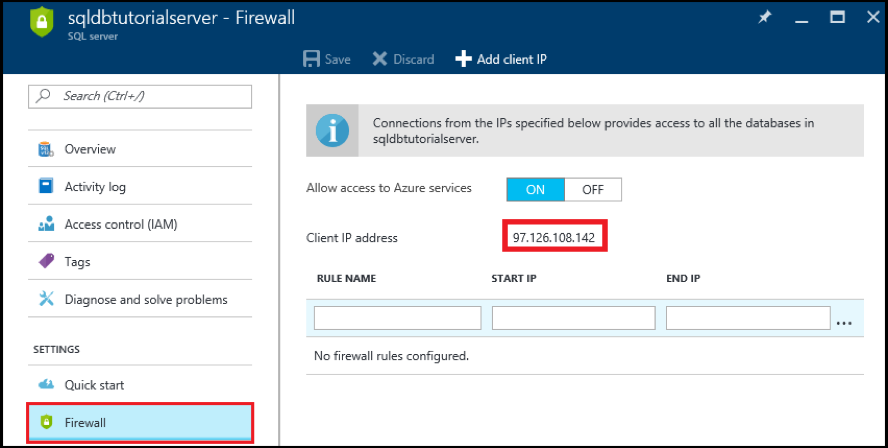 sqldbtutorialserver - Firewall
SQL server
Save Discard Add client IP
Search (Ctrl+/)
Overview
Activity log
Access control (IAM)
Tags
Diagnose and solve problems
SETTINGS
Quick start
Firewall
Connections from the IPs specified below provides access to all the databases in
sqldbtutorialserver.
Allow access to Azure services ON OFF
Client IP address 97.126.108.142
RULE NAME START IP END IP
...
No firewall rules configured.